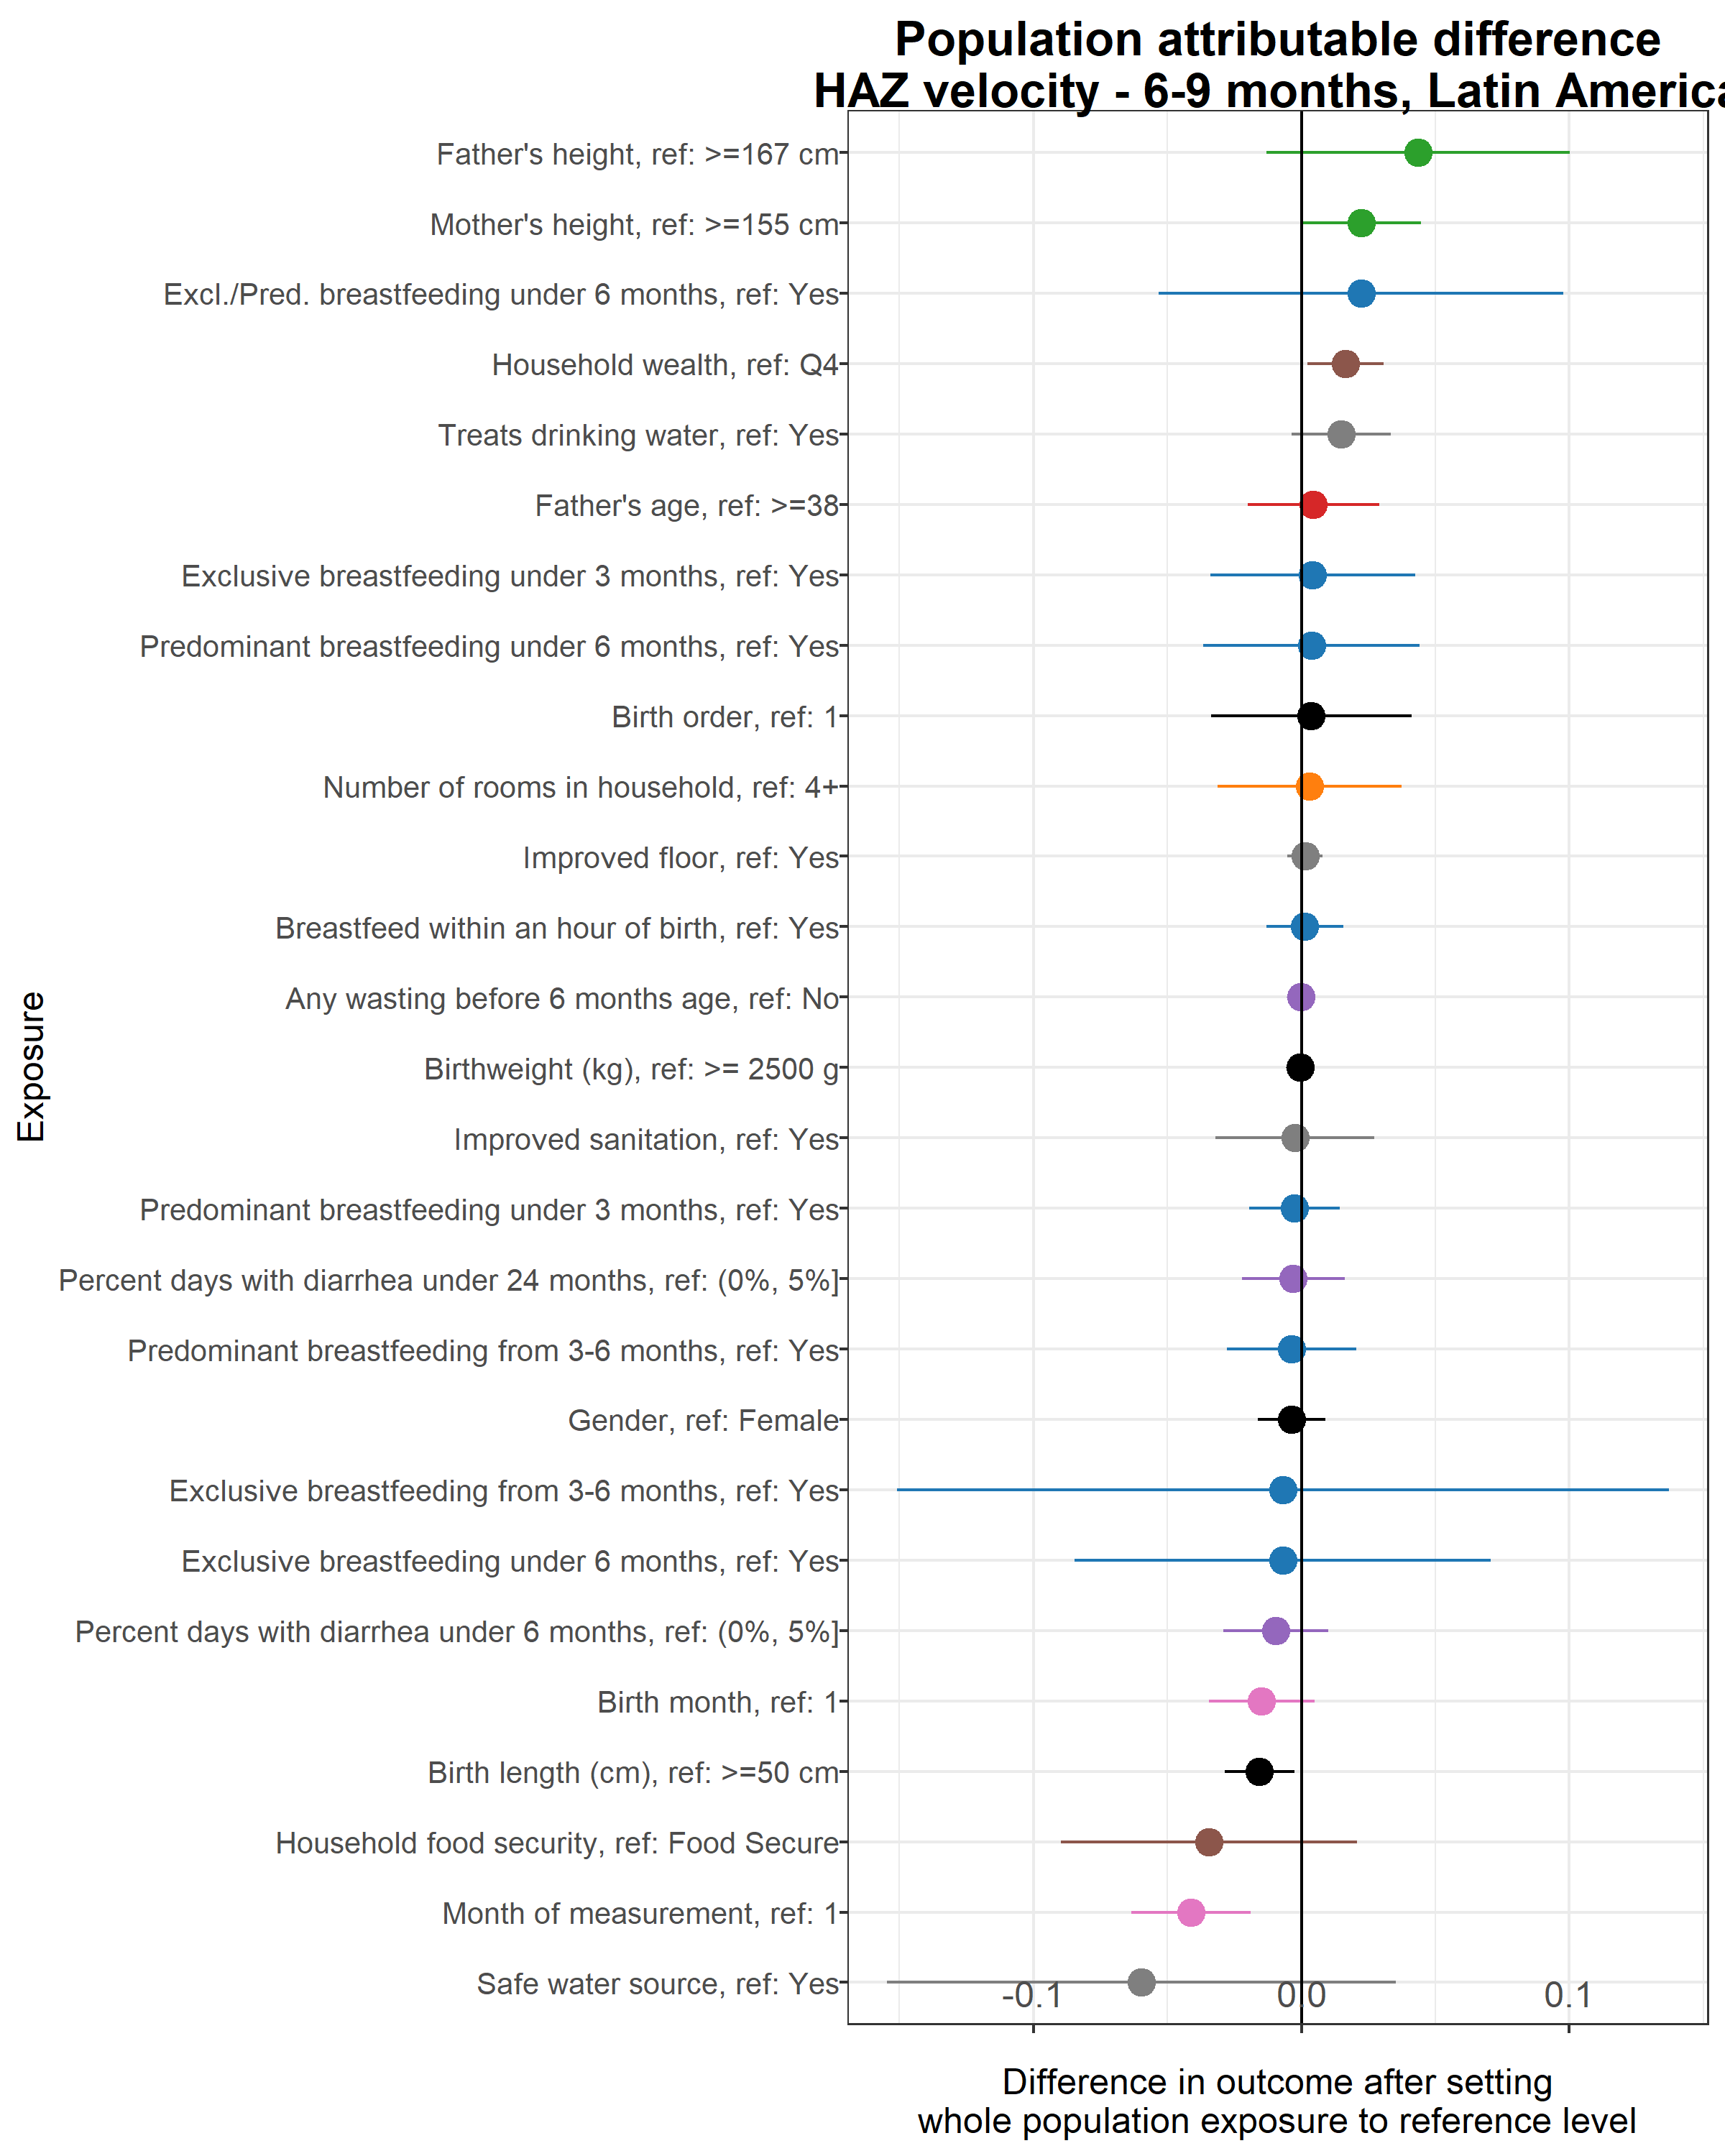 Population attributable difference
HAZ velocity - 6-9 months, Latin America
Father's height, ref: >=167 cm
Mother's height, ref: >=155 cm
Excl./Pred. breastfeeding under 6 months, ref: Yes
Household wealth, ref: Q4
Treats drinking water, ref: Yes
Father's age, ref: >=38
Exclusive breastfeeding under 3 months, ref: Yes
Predominant breastfeeding under 6 months, ref: Yes
Birth order, ref: 1
Number of rooms in household, ref: 4+
Improved floor, ref: Yes
Breastfeed within an hour of birth, ref: Yes
Any wasting before 6 months age, ref: No
Birthweight (kg), ref: >= 2500 g
Improved sanitation, ref: Yes
Predominant breastfeeding under 3 months, ref: Yes
Percent days with diarrhea under 24 months, ref: (0%, 5%]
Predominant breastfeeding from 3-6 months, ref: Yes
Gender, ref: Female
Exclusive breastfeeding from 3-6 months, ref: Yes
Exclusive breastfeeding under 6 months, ref: Yes
Percent days with diarrhea under 6 months, ref: (0%, 5%]
Birth month, ref: 1
Birth length (cm), ref: >=50 cm
Household food security, ref: Food Secure
Month of measurement, ref: 1
Safe water source, ref: Yes
Exposure
-0.1 0.0 0.1
Difference in outcome after setting
whole population exposure to reference level